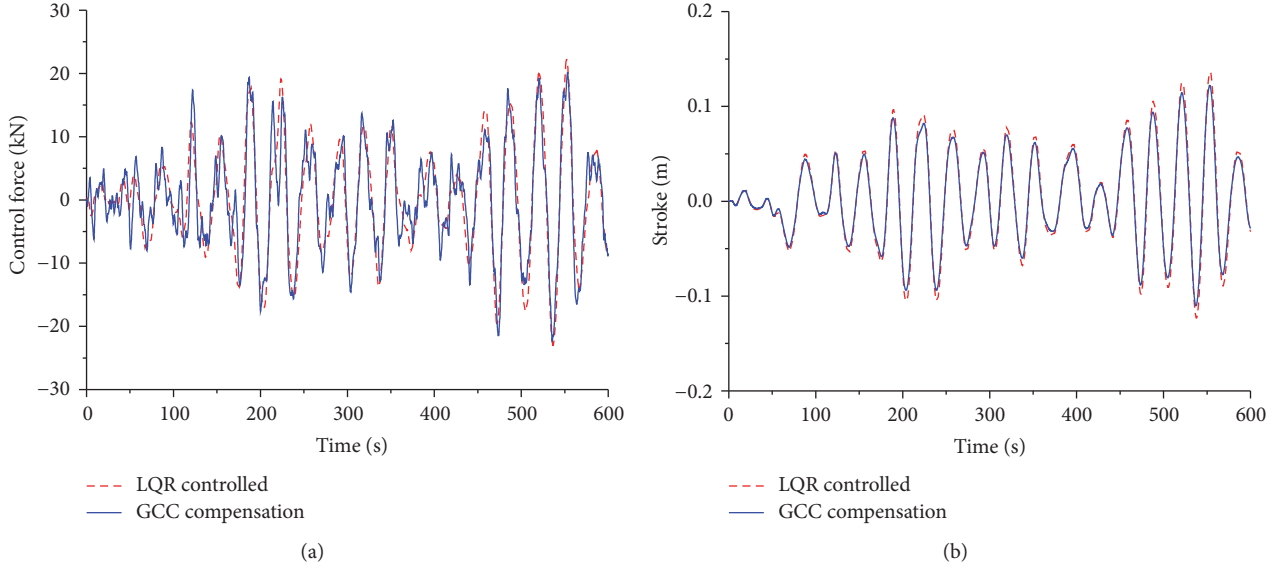 30
20
10
0
−10
−20
−30
Control force (kN)
0 100 200 300 400 500 600
Time (s)
LQR controlled
GCC compensation
(a)
0.2
0.1
0.0
−0.1
−0.2
Stroke (m)
0 100 200 300 400 500 600
Time (s)
LQR controlled
GCC compensation
(b)